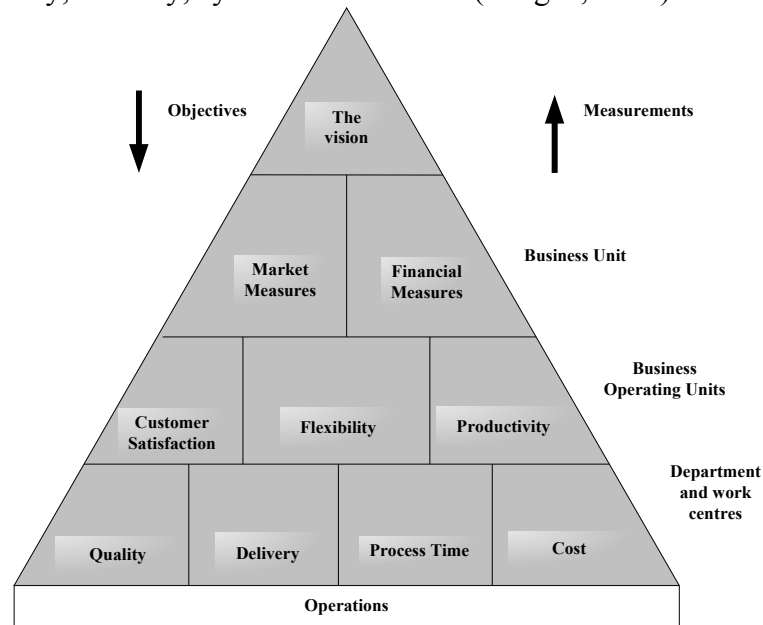 Objectives
Measurements
The
vision
Business Unit
Market
Measures
Financial
Measures
Business
Operating Units
Customer
Satisfaction
Flexibility
Productivity
Department
and work
centres
Quality
Delivery
Process Time
Cost
Operations